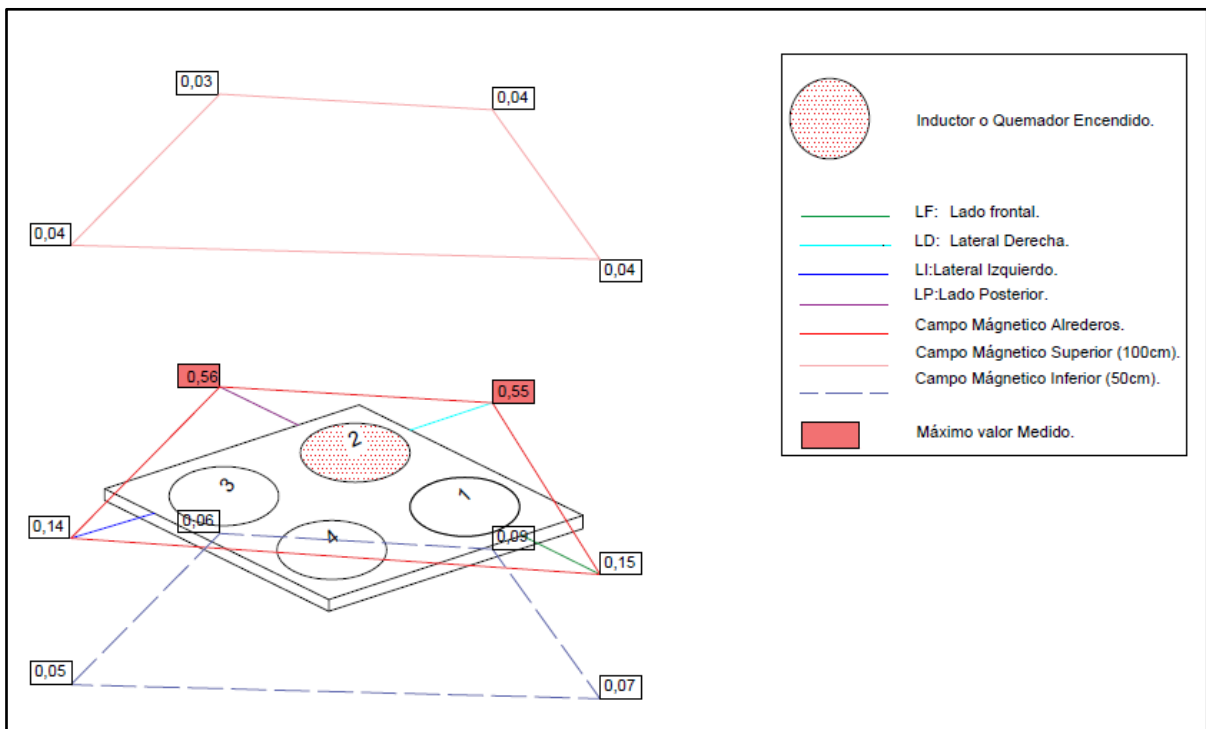 0,03
0,04
0,04
0,04
0,56
0,55
2
3
1
4
0,14
0,06
0,09
0,15
0,05
0,07
Inductor o Quemador Encendido.
LF: Lado frontal.
LD: Lateral Derecha.
LI:Lateral Izquierdo.
LP:Lado Posterior.
Campo Mágnetico Alrederos.
Campo Mágnetico Superior (100cm).
Campo Mágnetico Inferior (50cm).
Máximo valor Medido.